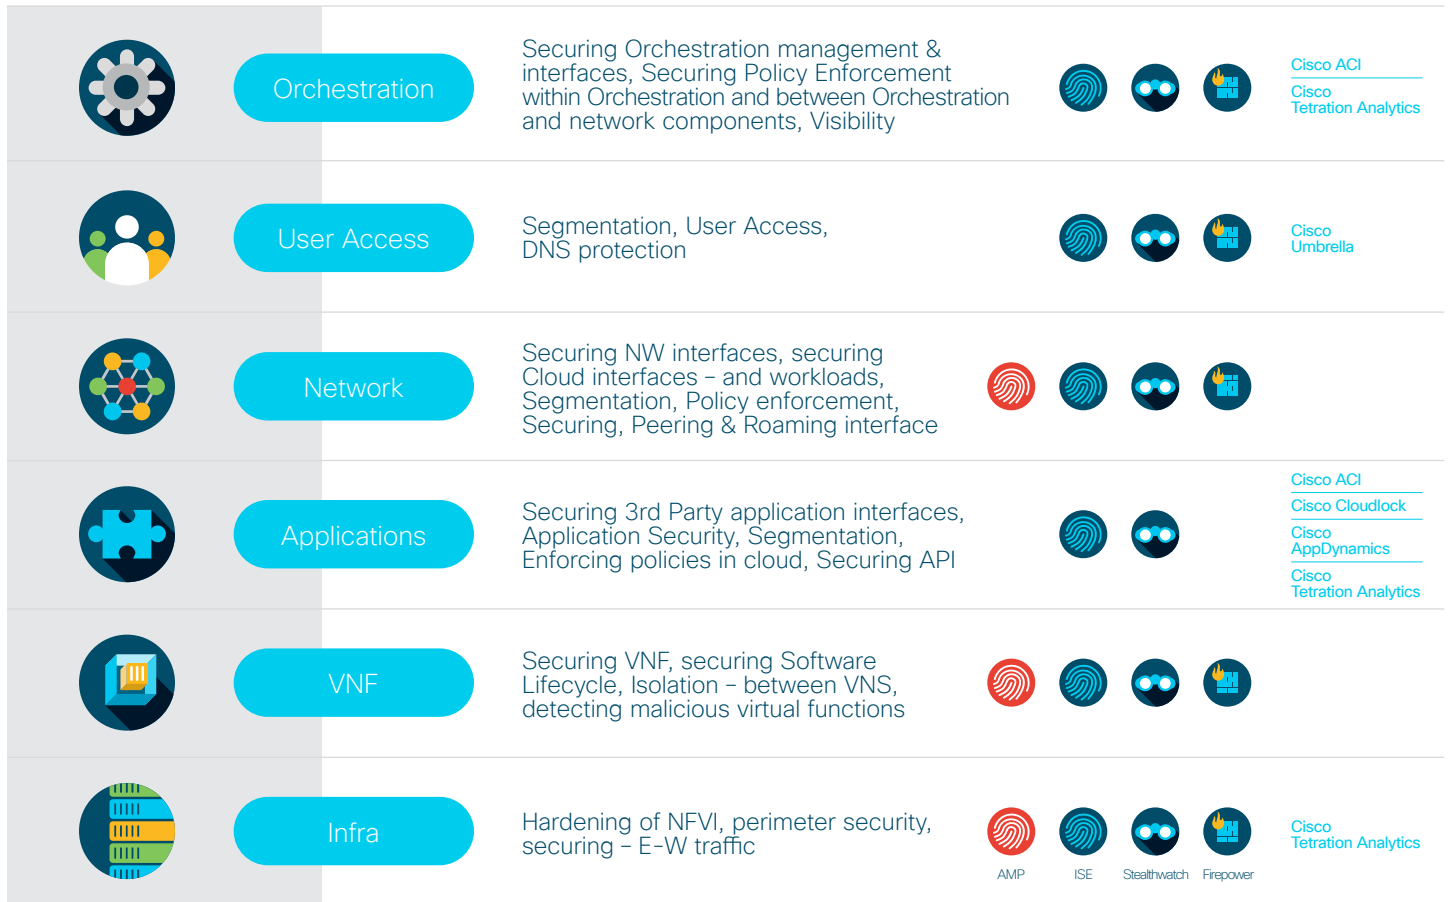 Orchestration
Securing Orchestration management &
interfaces, Securing Policy Enforcement
within Orchestration and between Orchestration
and network components, Visibility
Cisco ACI
Cisco
Tetration Analytics
User Access
Segmentation, User Access,
DNS protection
Cisco
Umbrella
Network
Securing NW interfaces, securing
Cloud interfaces – and workloads,
Segmentation, Policy enforcement,
Securing, Peering & Roaming interface
Applications
Securing 3rd Party application interfaces,
Application Security, Segmentation,
Enforcing policies in cloud, Securing API
Cisco ACI
Cisco Cloudlock
Cisco
AppDynamics
Cisco
Tetration Analytics
VNF
Securing VNF, securing Software
Lifecycle, Isolation – between VNS,
detecting malicious virtual functions
Infra
Hardening of NFVI, perimeter security,
securing – E-W traffic
Cisco
Tetration Analytics
AMP ISE Stealthwatch Firepower